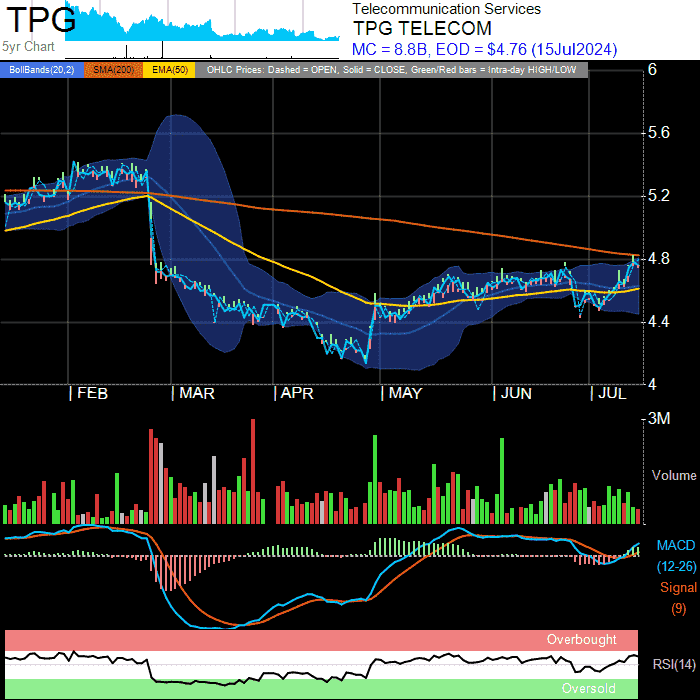 TPG
5yr Chart
Telecommunication Services
TPG TELECOM
MC = 8.8B, EOD = $4.76 (15Jul2024)
BollBands(20,2) SMA(200) EMA(50) OHLC Prices: Dashed = OPEN, Solid = CLOSE, Green/Red bars = Intra-day HIGH/LOW
6
5.6
5.2
4.8
4.4
4
FEB MAR APR MAY JUN JUL
3M
Volume
MACD
(12-26)
Signal
(9)
Overbought
RSI(14)
Oversold